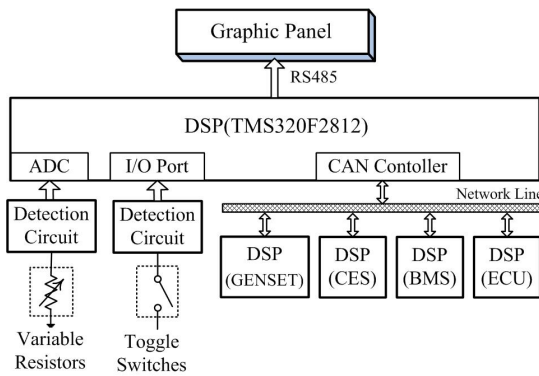 Graphic Panel
RS485
DSP(TMS320F2812)
ADC
I/O Port
CAN Contoller
Network Line
Detection
Circuit
Detection
Circuit
DSP
(GENSET)
DSP
(CES)
DSP
(BMS)
DSP
(ECU)
Variable
Resistors
Toggle
Switches